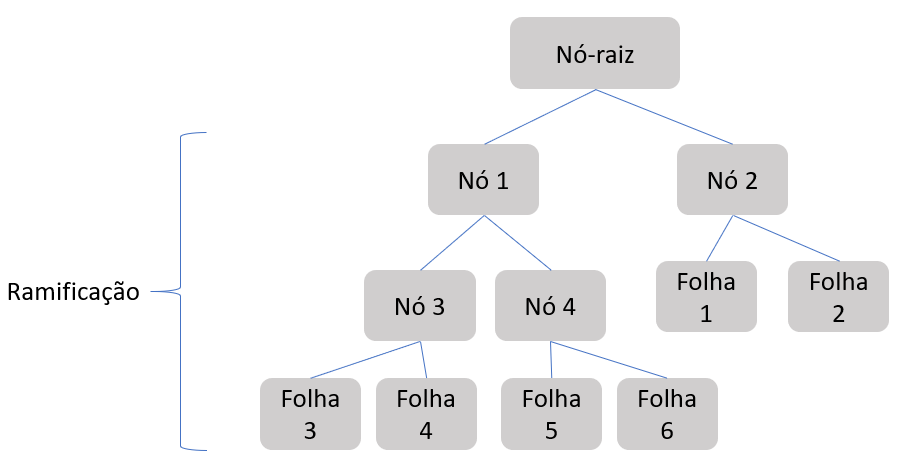 Nó-raiz
Nó 1
Nó 2
Ramificação
Nó 3
Nó 4
Folha
1
Folha
2
Folha
3
Folha
4
Folha
5
Folha
6